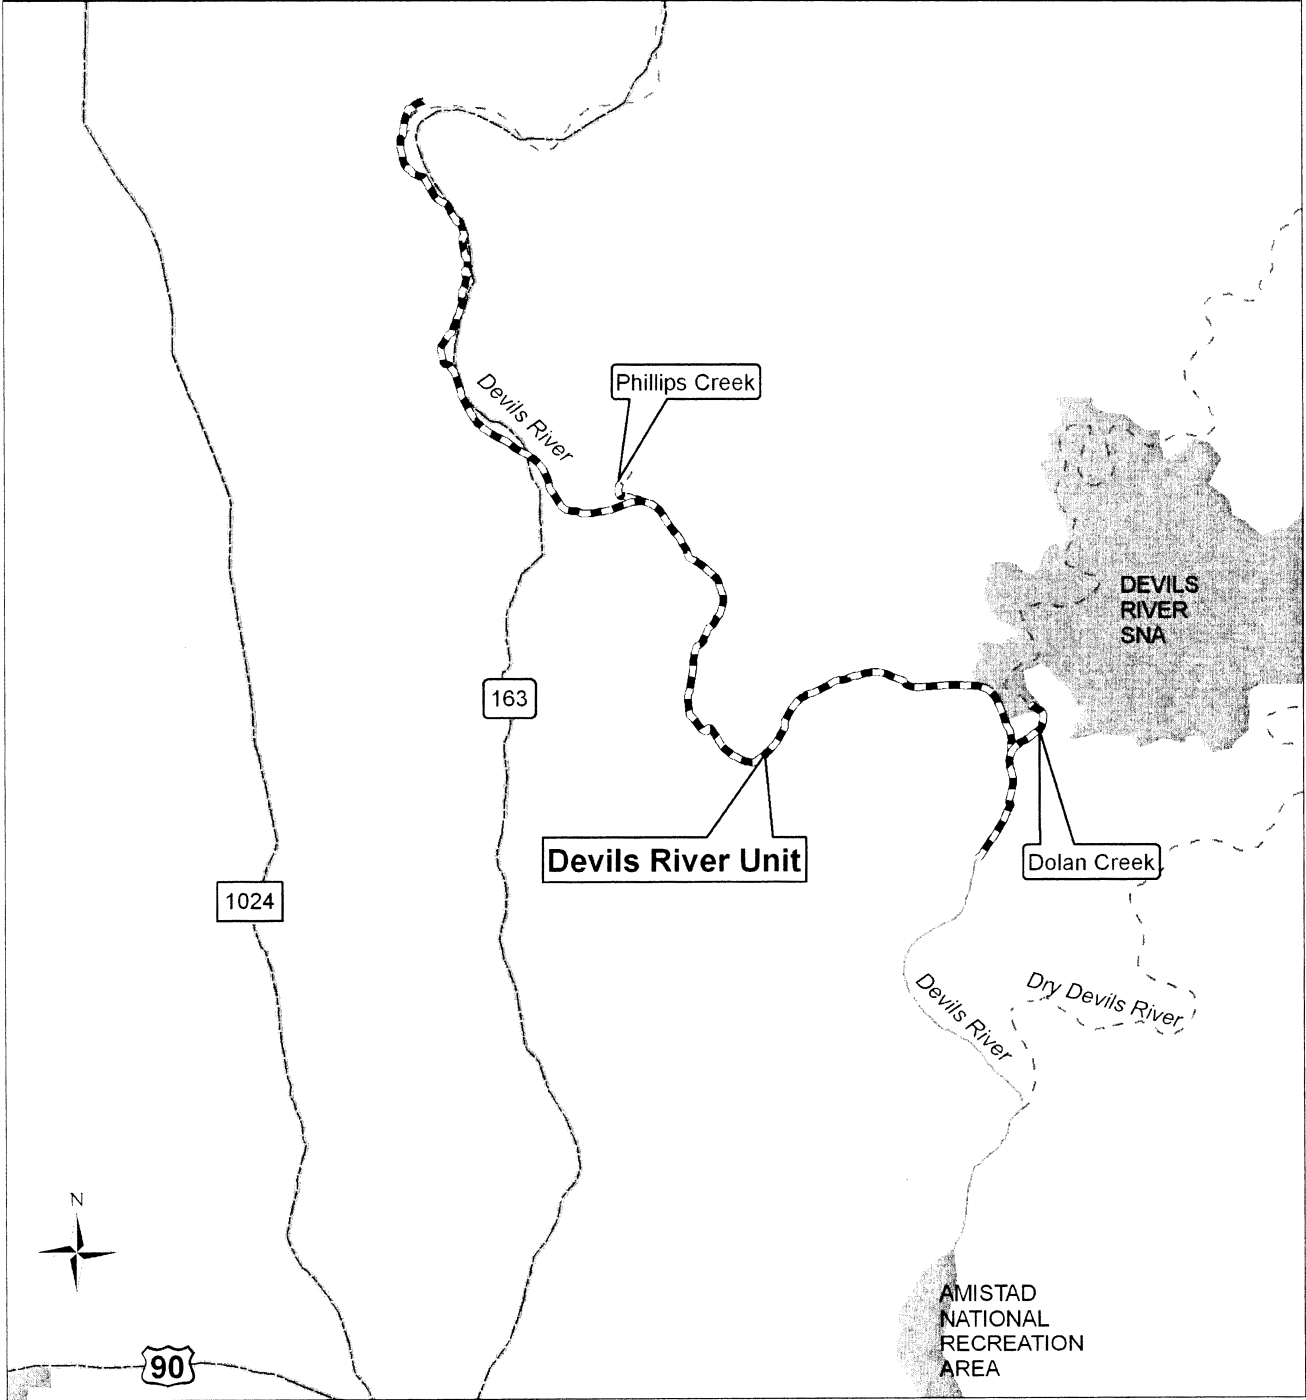 Phillips Creek
Devils River
DEVILS
RIVER
SNA
163
Devils River Unit
Dolan Creek
1024
Dry Devils River
Devils River
N
AMISTAD
NATIONAL
RECREATION
AREA
90